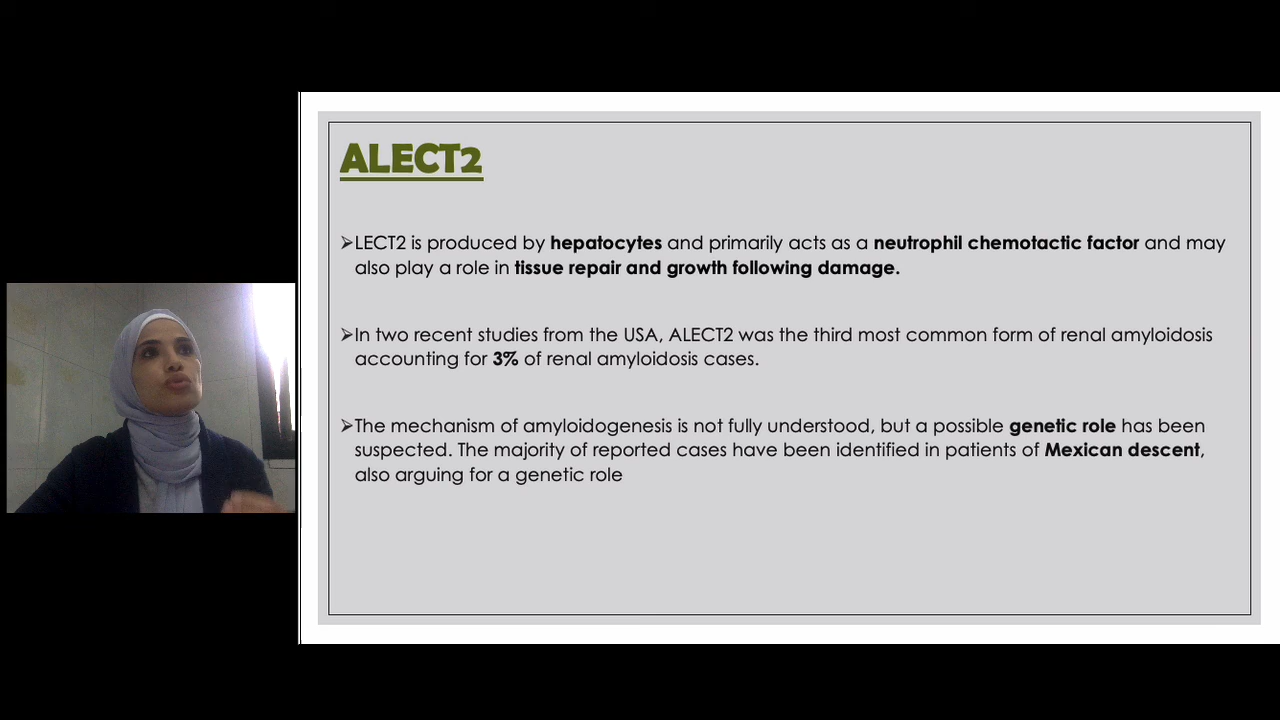 ALECT2
➢LECT2 is produced by hepatocytes and primarily acts as a neutrophil chemotactic factor and may
also play a role in tissue repair and growth following damage.
➢In two recent studies from the USA, ALECT2 was the third most common form of renal amyloidosis
accounting for 3% of renal amyloidosis cases.
➢The mechanism of amyloidogenesis is not fully understood, but a possible genetic role has been
suspected. The majority of reported cases have been identified in patients of Mexican descent,
also arguing for a genetic role